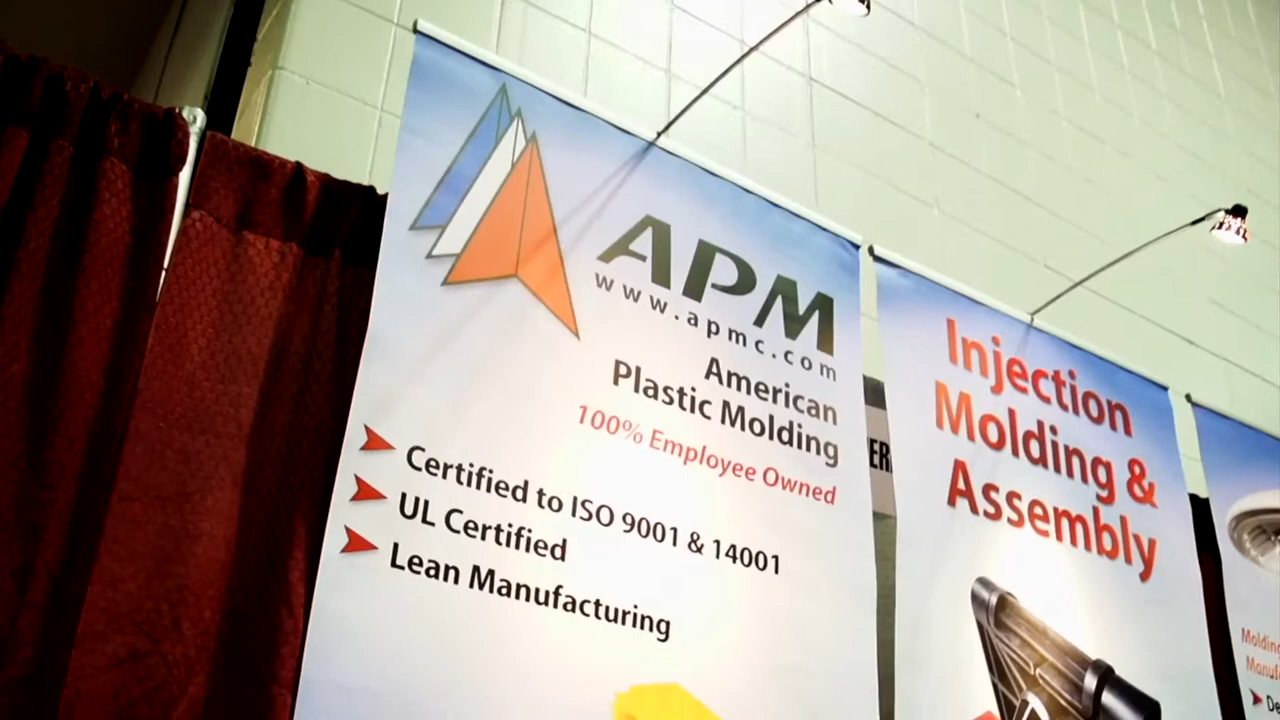 APM
www.apmc.com
American
Plastic Molding
100% Employee Owned
Certified to ISO 9001 & 14001
UL Certified
Lean Manufacturing
Injection
Molding &
Assembly
Molding